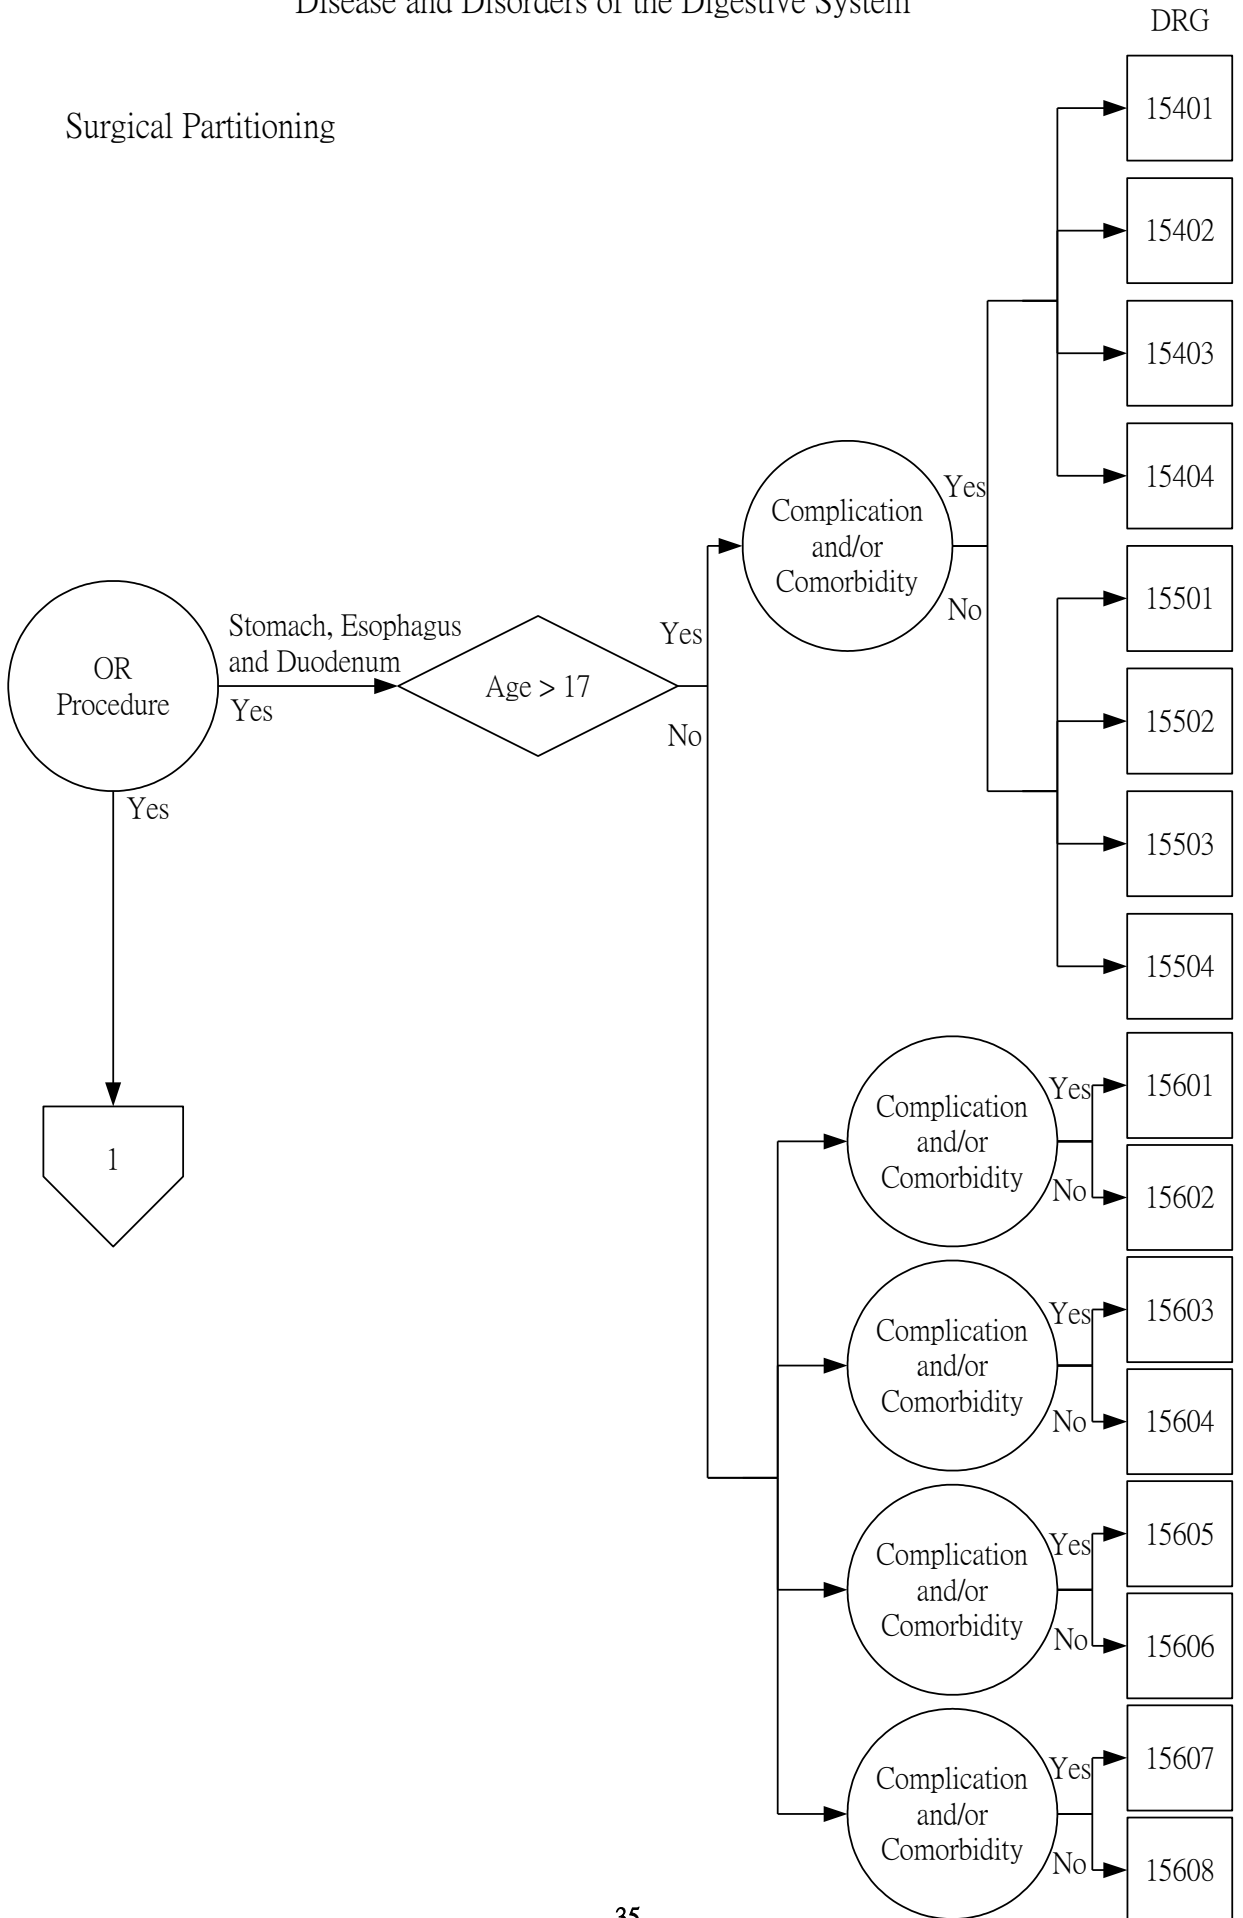 Disease and Disorders of the Digestive System
DRG
Surgical Partitioning
15401
15402
15403
15404
Yes
Complication
and/or
Comorbidity
No
15501
15502
15503
15504
OR
Procedure
Stomach, Esophagus
and Duodenum
Yes
Age > 17
Yes
No
Yes
1
Complication
and/or
Comorbidity
Yes
No
15601
15602
Complication
and/or
Comorbidity
Yes
No
15603
15604
Complication
and/or
Comorbidity
Yes
No
15605
15606
Complication
and/or
Comorbidity
Yes
No
15607
15608
35